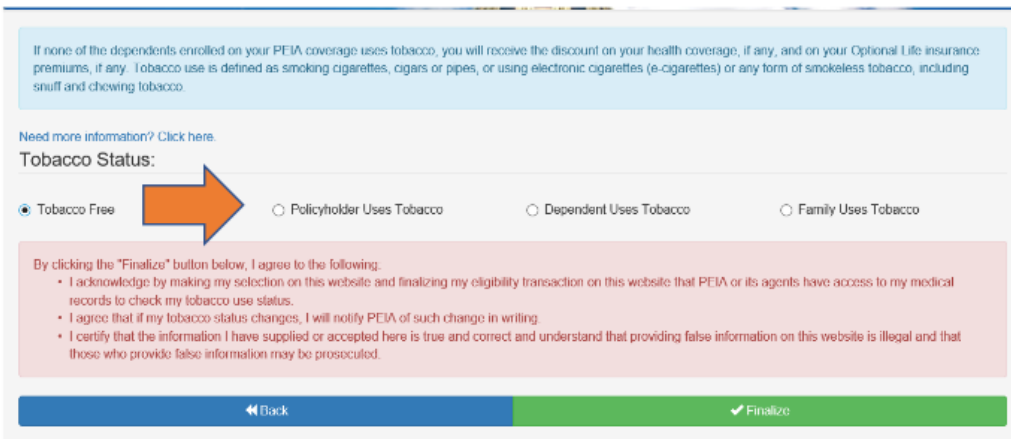 If none of the dependents enrolled on your PEIA coverage uses tobacco, you will receive the discount on your health coverage, if any, and on your Optional Life insurance
premiums, if any. Tobacco use is defined as smoking cigarettes, cigars or pipes, or using electronic cigarettes (e-cigarettes) or any form of smokeless tobacco, including
snuff and chewing tobacco.
Need more information? Click here.
Tobacco Status:
Tobacco Free Policyholder Uses Tobacco Dependent Uses Tobacco Family Uses Tobacco
By clicking the "Finalize" button below, I agree to the following:
• I acknowledge by making my selection on this website and finalizing my eligibility transaction on this website that PEIA or its agents have access to my medical
records to check my tobacco use status.
• I agree that if my tobacco status changes, I will notify PEIA of such change in writing.
• I certify that the information I have supplied or accepted here is true and correct and understand that providing false information on this website is illegal and that
those who provide false information may be prosecuted.
Back Finalize